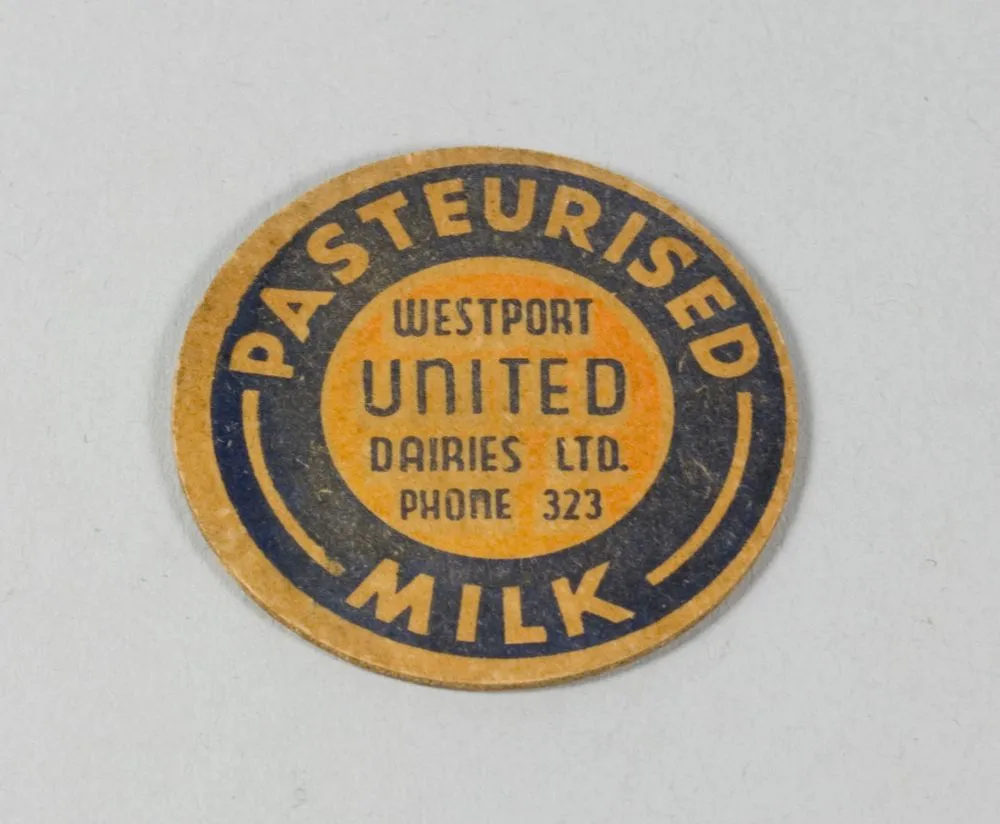 PASTEURISED
WESTPORT
UNITED
DAIRIES LTD.
PHONE 323
MILK